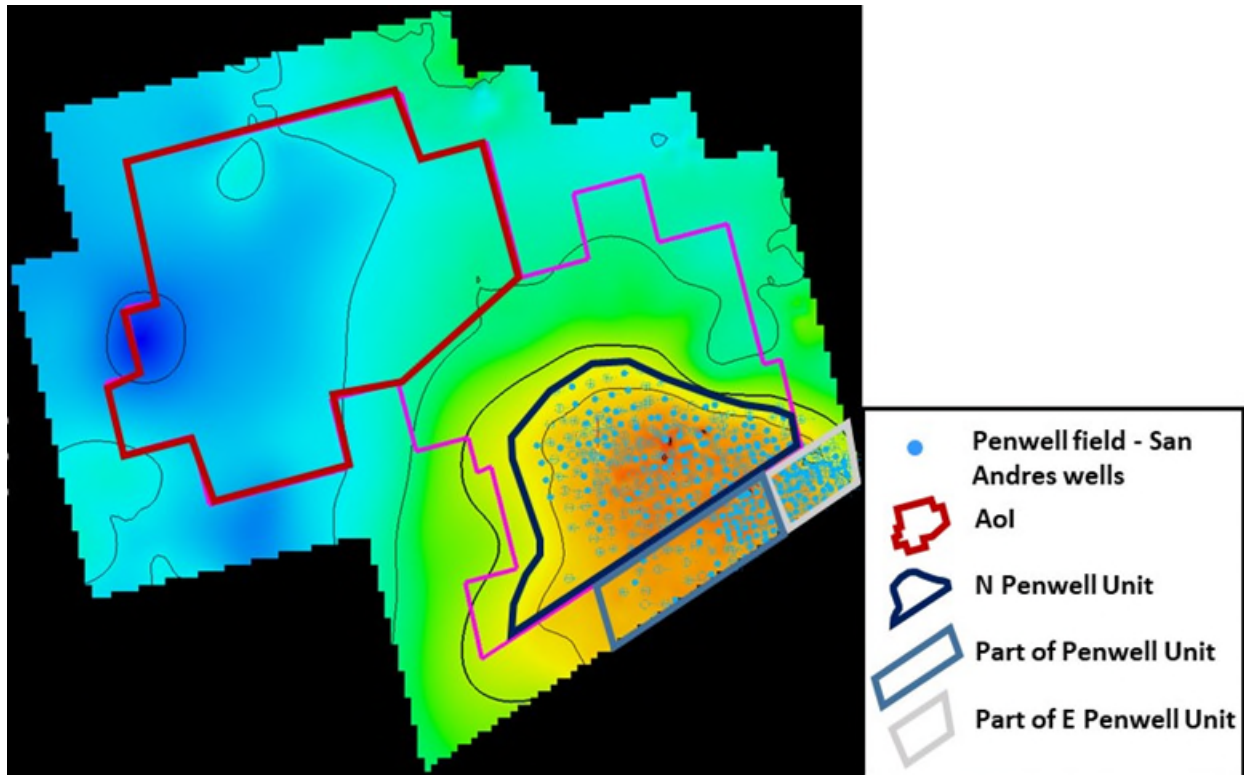 Penwell field - San
Andres wells
AoI
N Penwell Unit
Part of Penwell Unit
Part of E Penwell Unit